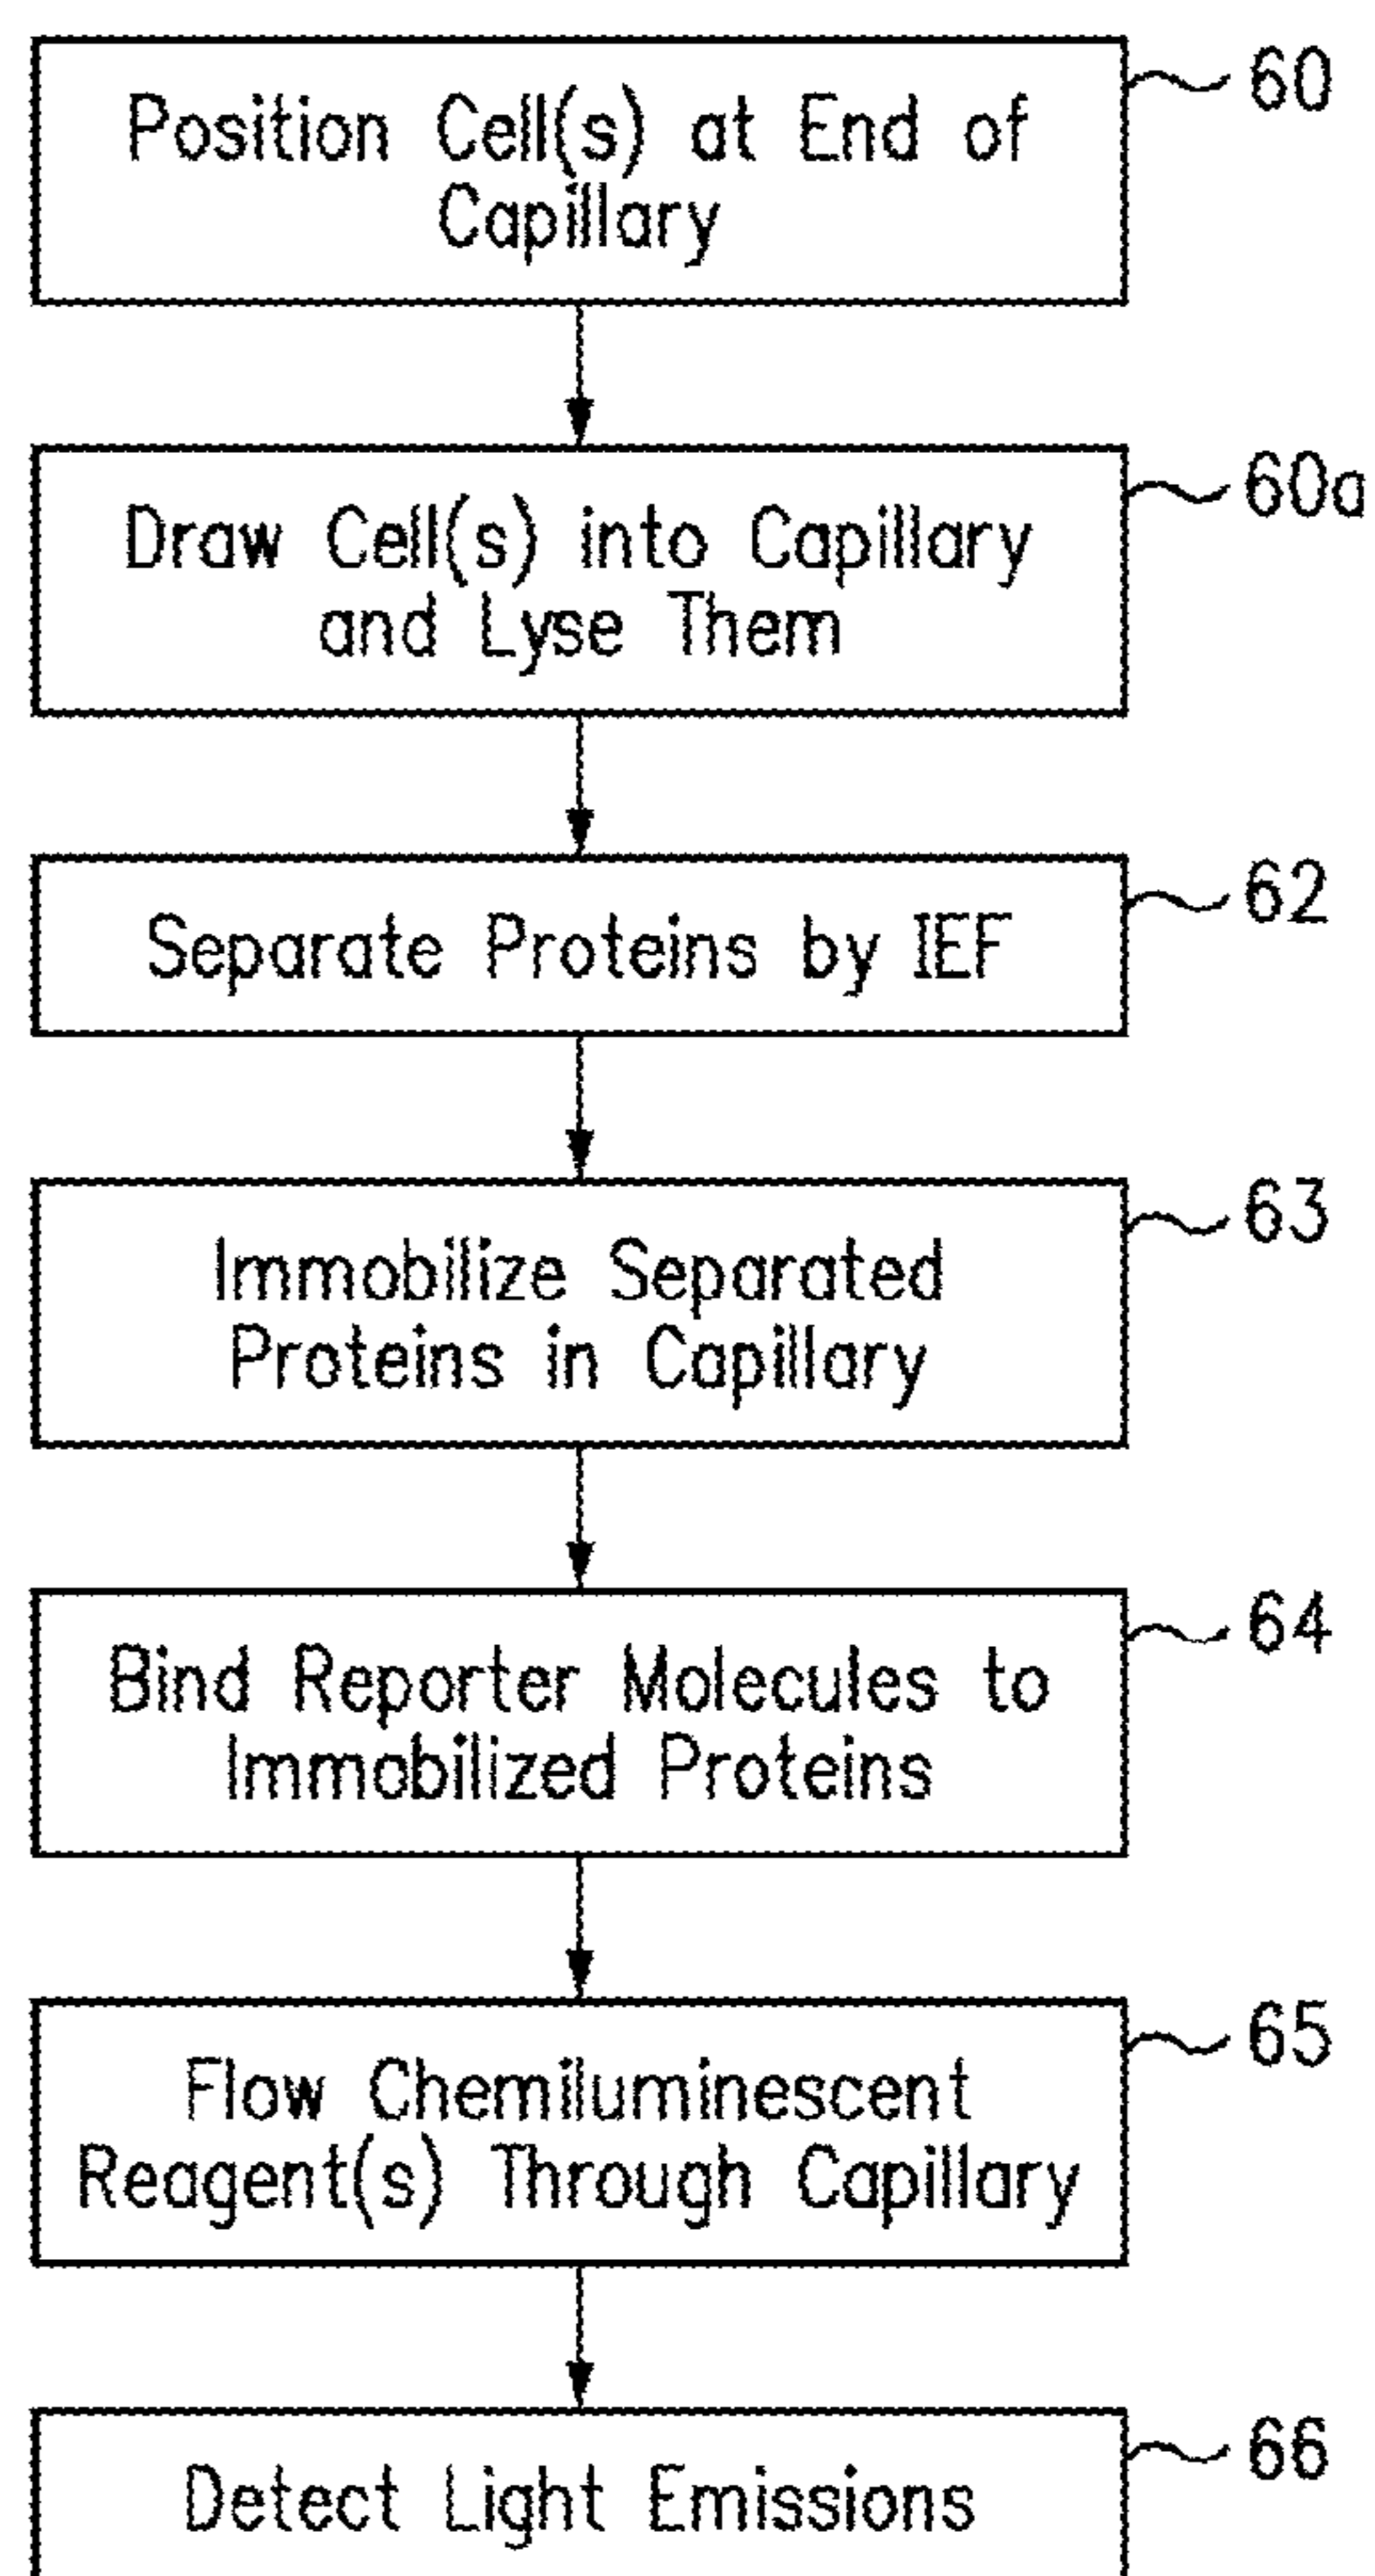 Position Cell(s) at End of
Capillary
60
Draw Cell(s) into Capillary
and Lyse Them
60a
Separate Proteins by IEF
62
Immobilize Separated
Proteins in Capillary
63
Bind Reporter Molecules to
Immobilized Proteins
64
Flow Chemiluminescent
Reagent(s) Through Capillary
65
Detect Light Emissions
66